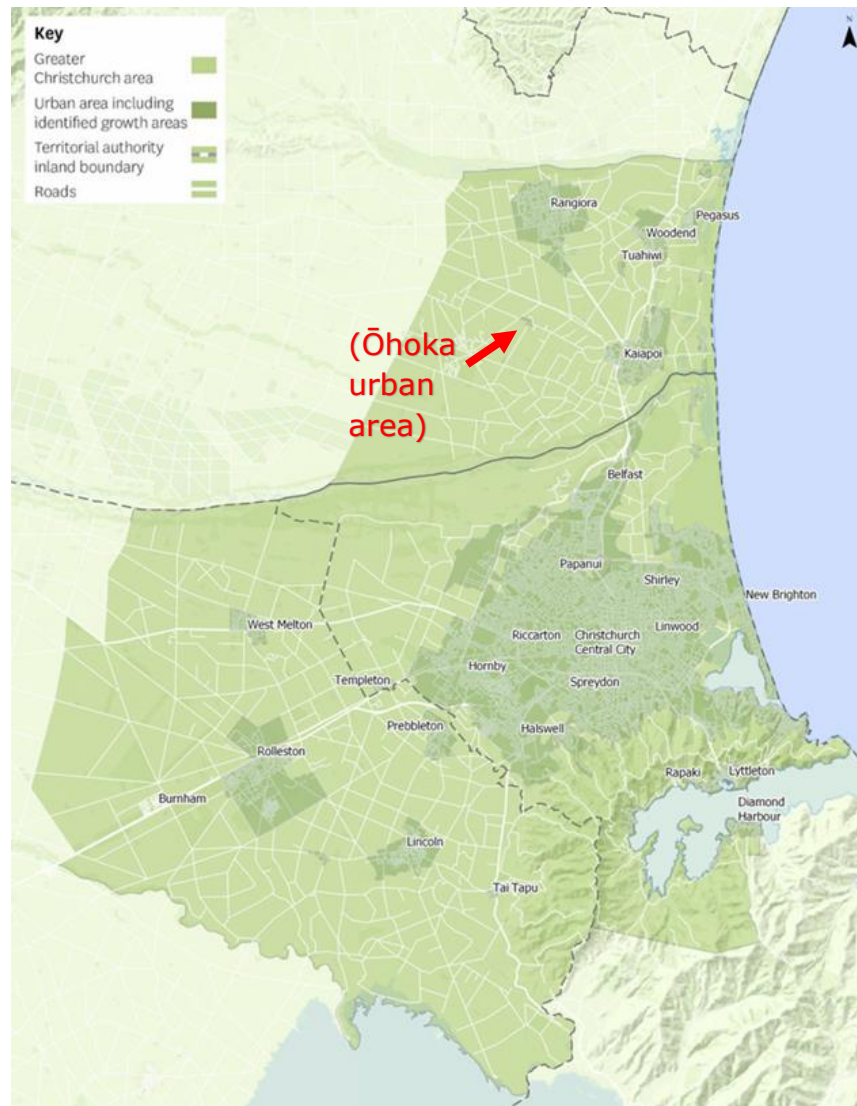 Key
Greater
Christchurch area
Urban area including
identified growth areas
Territorial authority
inland boundary
Roads
N
Rangiora
Pegasus
Woodend
Tuahiwi
(Ōhoka
urban
area)
Kaiapoi
Belfast
Papanui
Shirley
New Brighton
West Melton
Linwood
Riccarton
Christchurch
Central City
Hornby
Spreydon
Templeton
Prebbleton
Halswell
Rolleston
Rapaki
Lyttleton
Burnham
Diamond
Harbour
Lincoln
Tai Tapu